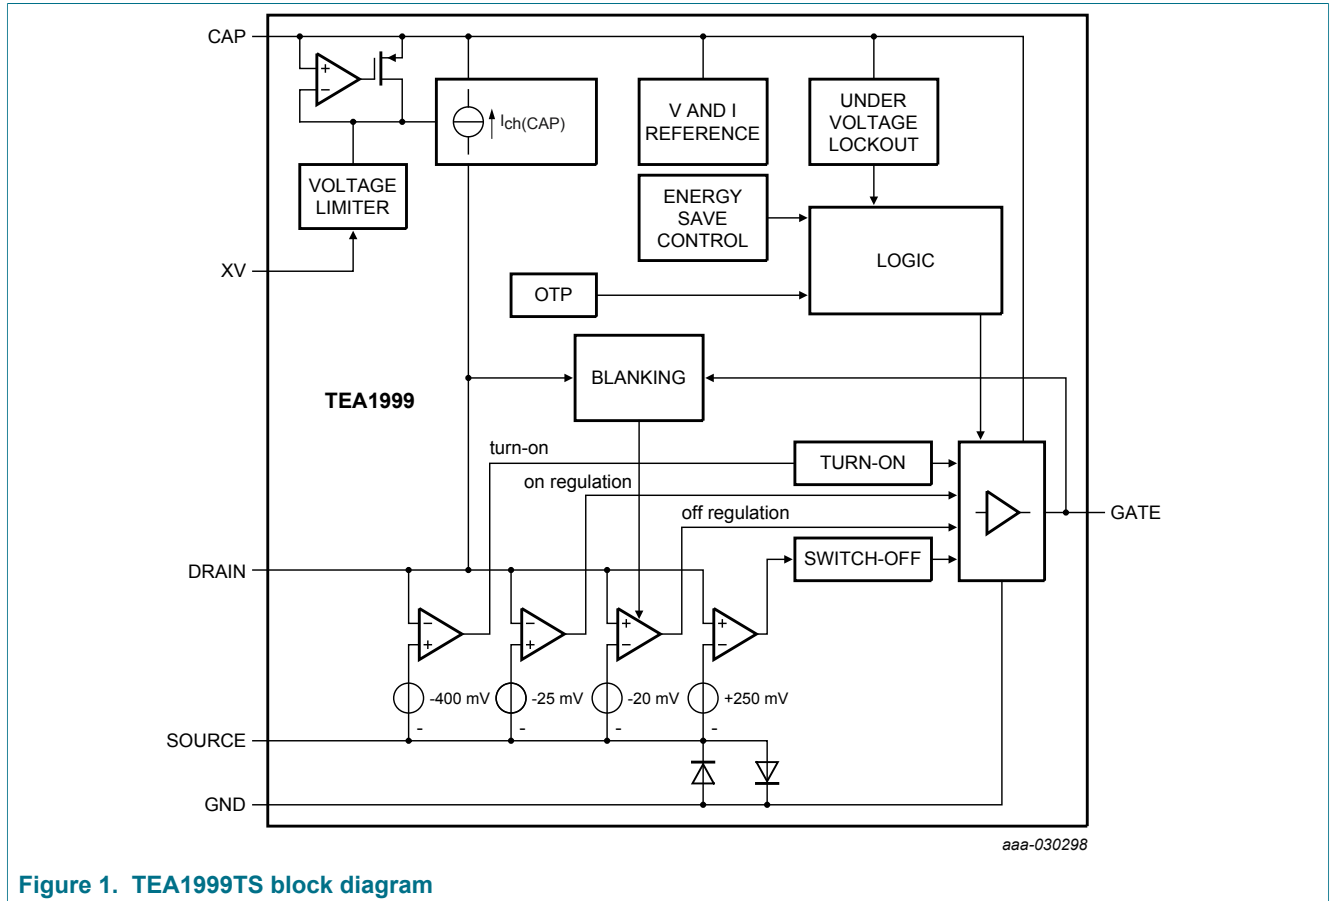 CAP
+
−
I ch(CAP)
V AND I
REFERENCE
UNDER
VOLTAGE
LOCKOUT
VOLTAGE
LIMITER
ENERGY
SAVE
CONTROL
LOGIC
XV
OTP
BLANKING
TEA1999
turn-on
TURN-ON
on regulation
off regulation
GATE
SWITCH-OFF
DRAIN
− − + +
+ + − −
-400 mV -25 mV -20 mV +250 mV
- - - -
SOURCE
GND
aaa-030298
Figure 1. TEA1999TS block diagram